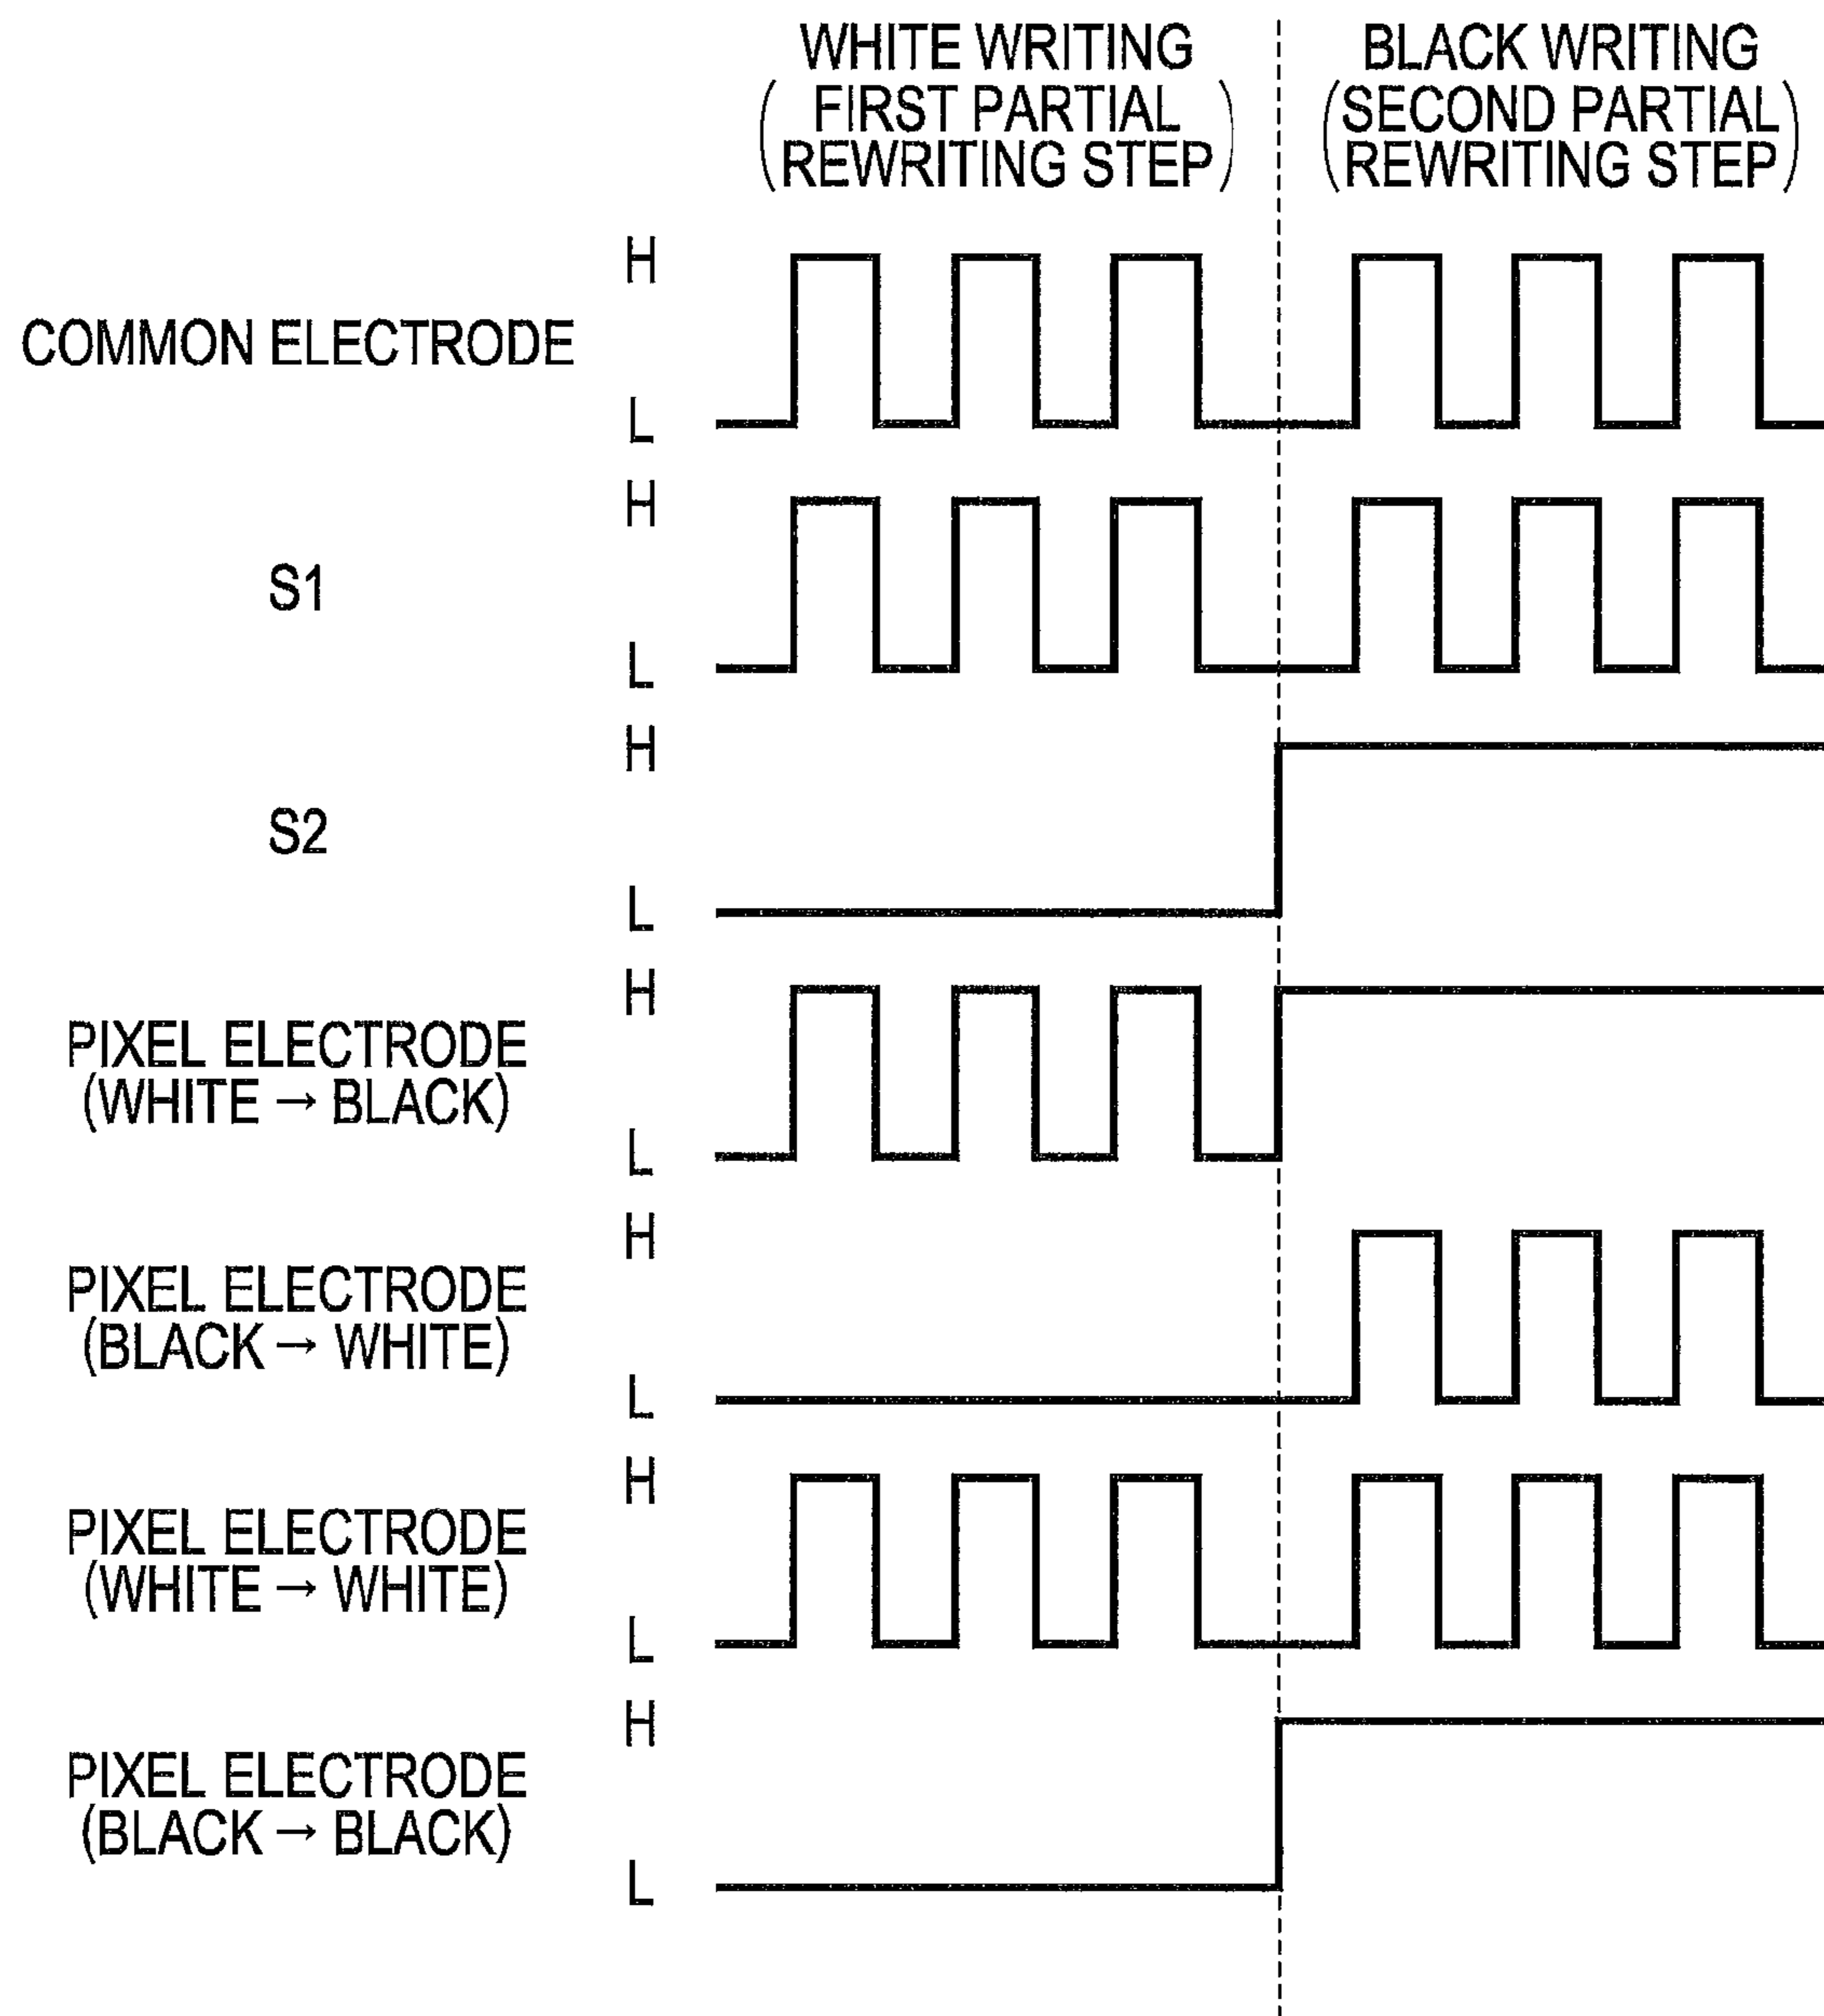 WHITE WRITING
(FIRST PARTIAL
REWRITING STEP)
BLACK WRITING
(SECOND PARTIAL
REWRITING STEP)
COMMON ELECTRODE
H
L
S1
H
L
S2
H
L
PIXEL ELECTRODE
(WHITE → BLACK)
H
L
PIXEL ELECTRODE
(BLACK → WHITE)
H
L
PIXEL ELECTRODE
(WHITE → WHITE)
H
L
PIXEL ELECTRODE
(BLACK → BLACK)
H
L